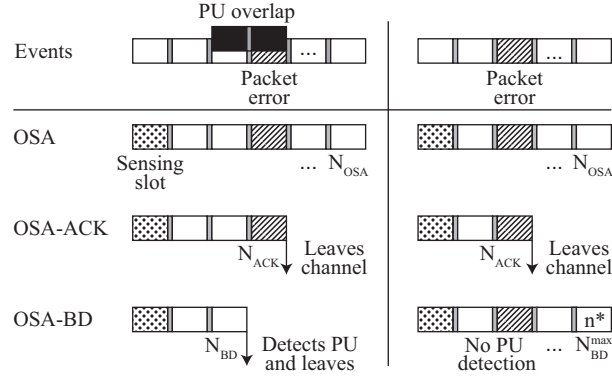 PU overlap
Events
...
...
Packet
error
Packet
error
OSA
Sensing
slot
... N_OSA
... N_OSA
OSA-ACK
N_ACK
Leaves
channel
N_ACK
Leaves
channel
OSA-BD
n*
N_BD
Detects PU
and leaves
No PU
detection
... N_BD^max